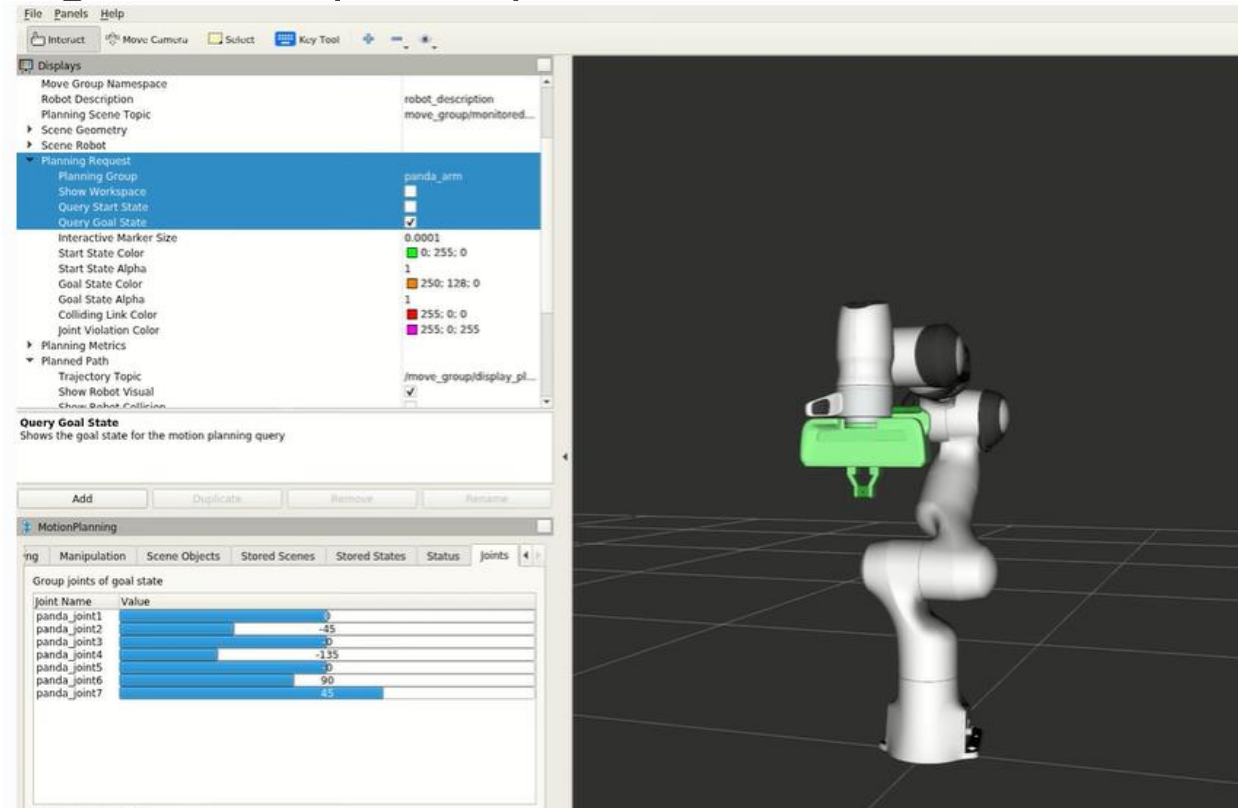 File Panels Help
Interact Move Camera Select Key Tool
Displays
Move Group Namespace
Robot Description robot_description
Planning Scene Topic move_group/monitored...
Scene Geometry
Scene Robot
Planning Request
Planning Group panda_arm
Show Workspace
Query Start State
Query Goal State
Interactive Marker Size 0.0001
Start State Color 0; 255; 0
Start State Alpha 1
Goal State Color 250; 128; 0
Goal State Alpha 1
Colliding Link Color 255; 0; 0
Joint Violation Color 255; 0; 255
Planning Metrics
Planned Path
Trajectory Topic /move_group/display_pl...
Show Robot Visual
Show Robot Collision
Query Goal State
Shows the goal state for the motion planning query
Add Duplicate Remove Rename
MotionPlanning
ng Manipulation Scene Objects Stored Scenes Stored States Status Joints
Group joints of goal state
Joint Name Value
panda_joint1 0
panda_joint2 -45
panda_joint3 0
panda_joint4 -135
panda_joint5 0
panda_joint6 90
panda_joint7 45